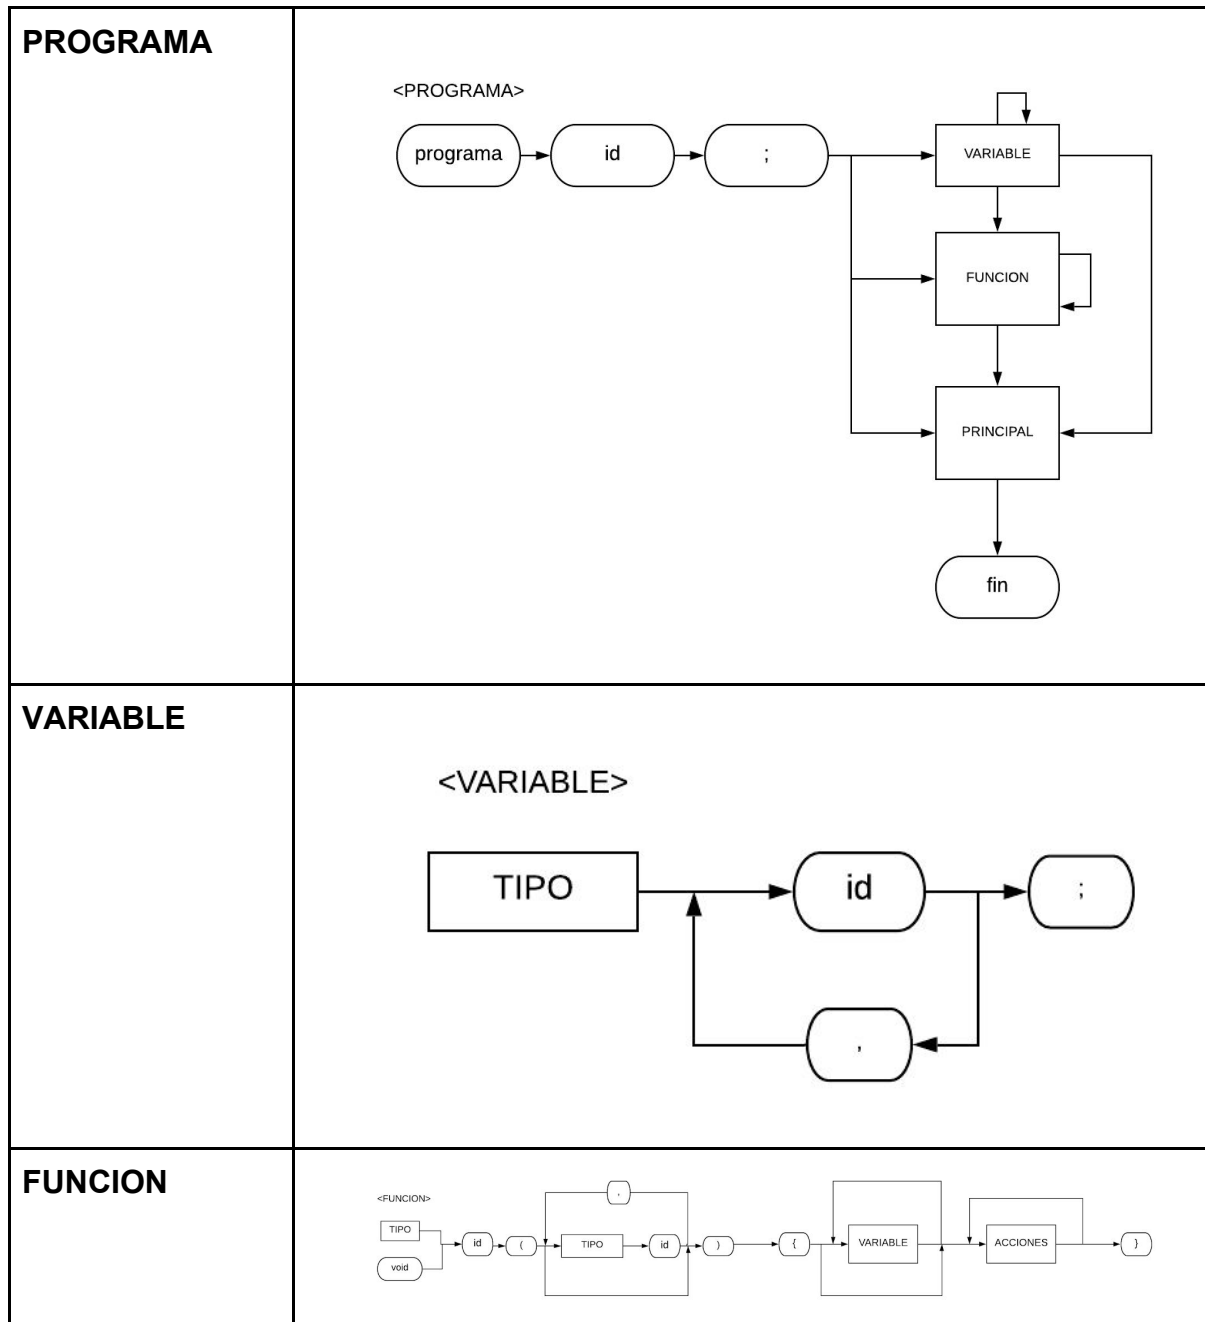 PROGRAMA
<PROGRAMA>
programa
id
;
VARIABLE
FUNCION
PRINCIPAL
fin
VARIABLE
<VARIABLE>
TIPO
id
;
,
FUNCION
<FUNCION>
,
TIPO
void
id
(
TIPO
id
)
{
VARIABLE
ACCIONES
}